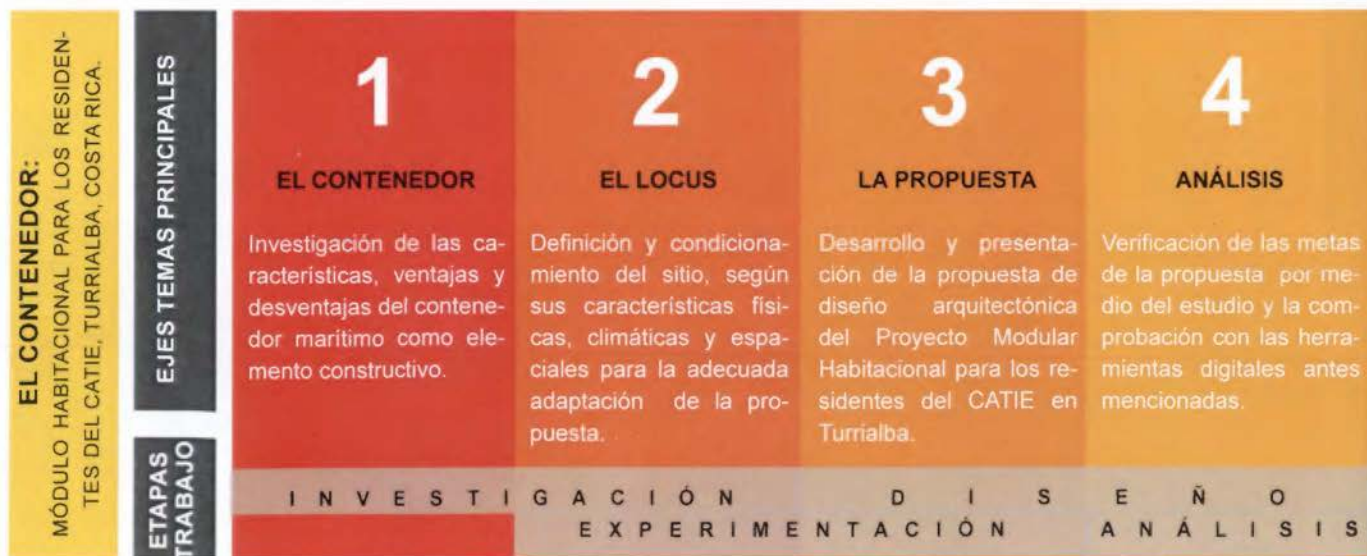 EL CONTENEDOR:
MÓDULO HABITACIONAL PARA LOS RESIDEN-
TES DEL CATIE, TURRIALBA, COSTA RICA.
EJES TEMAS PRINCIPALES
1
EL CONTENEDOR
Investigación de las ca-
racterísticas, ventajas y
desventajas del contene-
dor marítimo como ele-
mento constructivo.
2
EL LOCUS
Definición y condiciona-
miento del sitio, según
sus características físi-
cas, climáticas y espa-
ciales para la adecuada
adaptación de la pro-
puesta.
3
LA PROPUESTA
Desarrollo y presenta-
ción de la propuesta de
diseño arquitectónica
del Proyecto Modular
Habitacional para los re-
sidentes del CATIE en
Turrialba.
4
ANÁLISIS
Verificación de las metas
de la propuesta por me-
dio del estudio y la com-
probación con las herra-
mientas digitales antes
mencionadas.
ETAPAS
TRABAJO
INVESTIGACIÓN DISEÑO
EXPERIMENTACIÓN ANÁLISIS